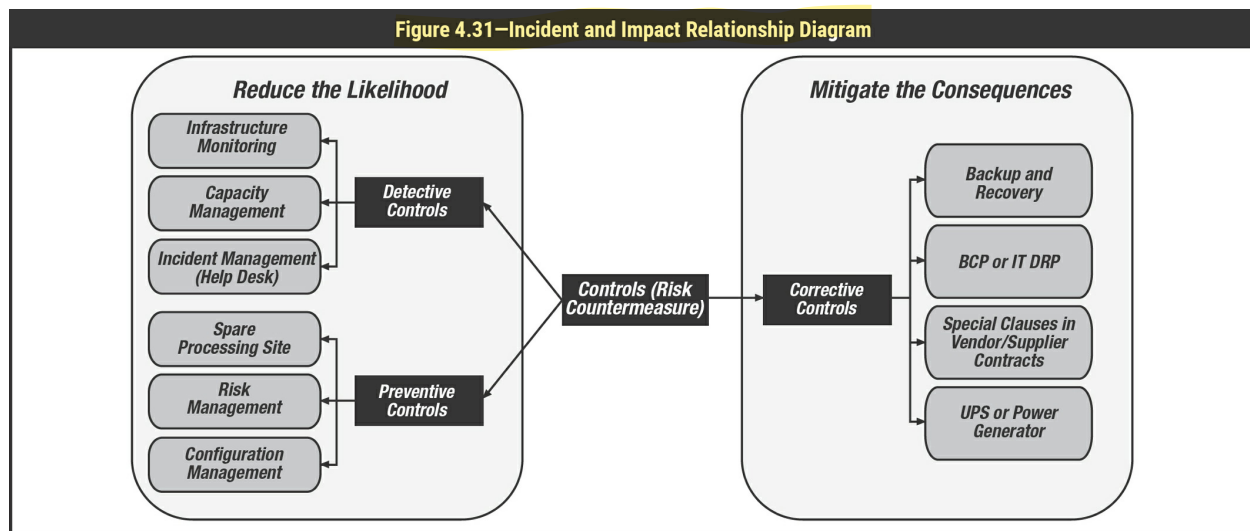 Figure 4.31—Incident and Impact Relationship Diagram
Reduce the Likelihood
Infrastructure
Monitoring
Capacity
Management
Incident Management
(Help Desk)
Detective
Controls
Spare
Processing Site
Risk
Management
Configuration
Management
Preventive
Controls
Controls (Risk
Countermeasure)
Mitigate the Consequences
Corrective
Controls
Backup and
Recovery
BCP or IT DRP
Special Clauses in
Vendor/Supplier
Contracts
UPS or Power
Generator